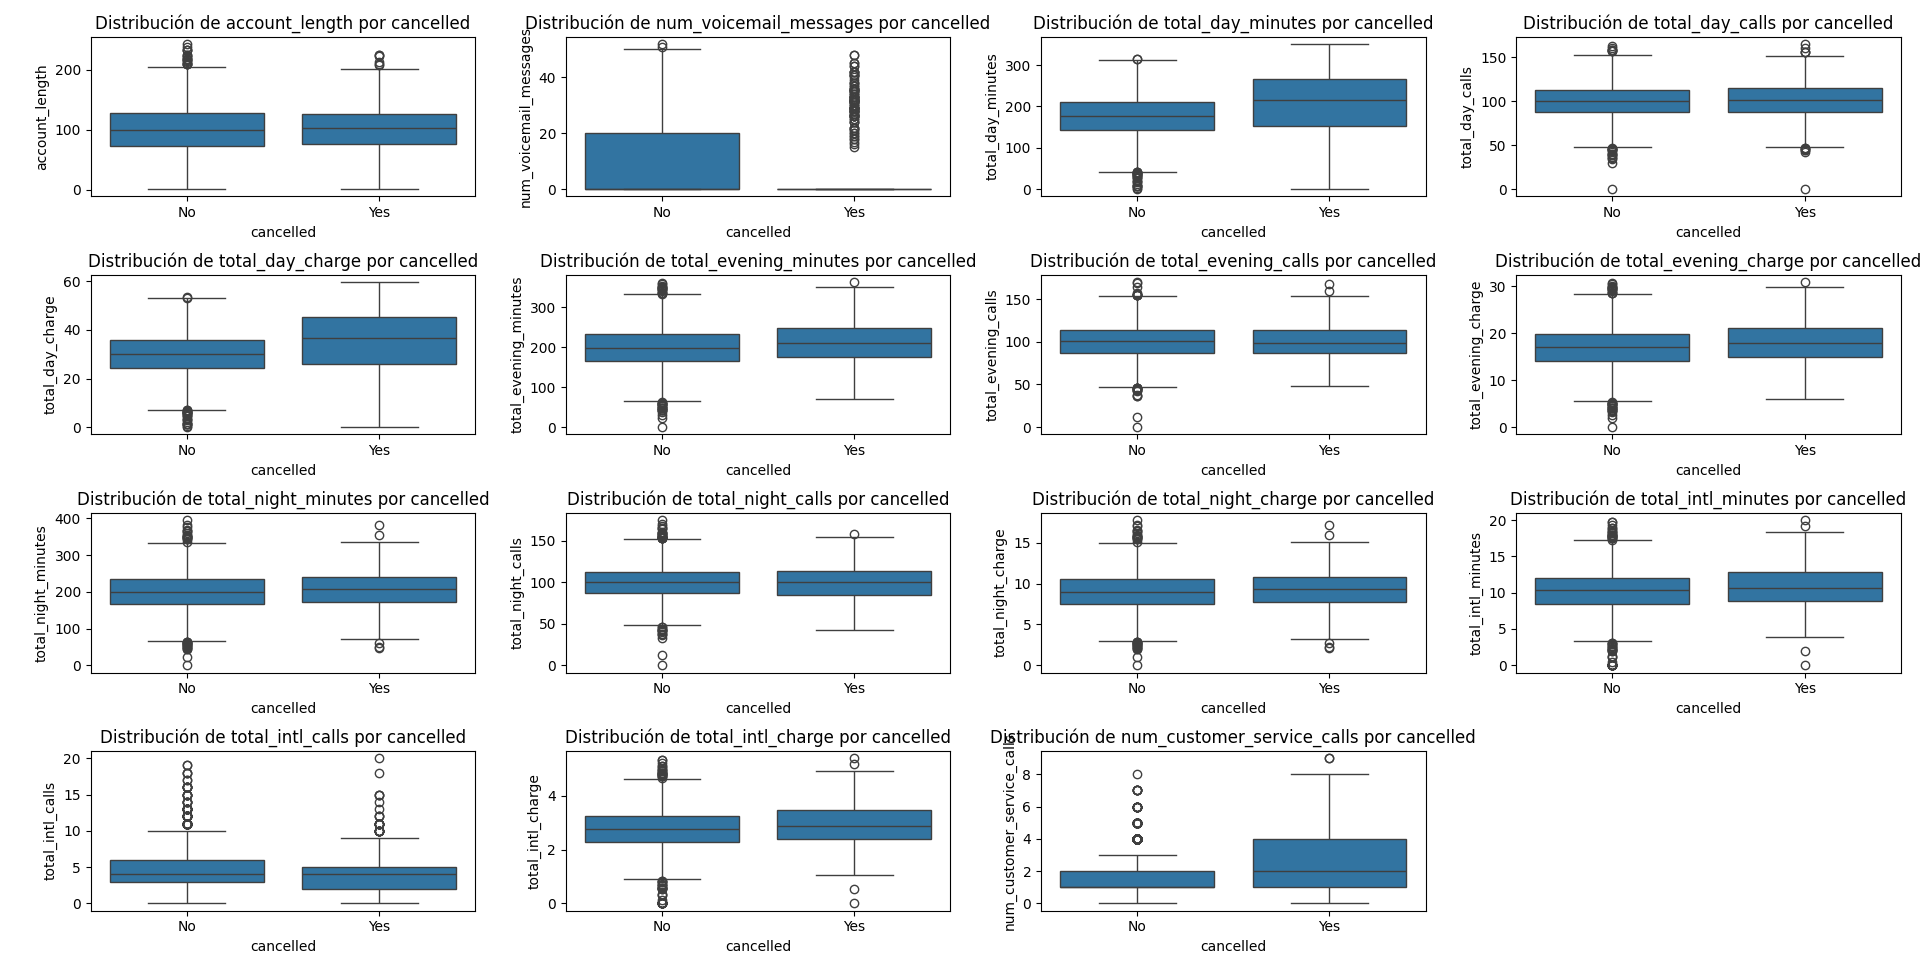 Distribución de account_length por cancelled
account_length
200
100
0
No Yes
cancelled
Distribución de num_voicemail_messages por cancelled
num_voicemail_messages
40
20
0
No Yes
cancelled
Distribución de total_day_minutes por cancelled
total_day_minutes
300
200
100
0
No Yes
cancelled
Distribución de total_day_calls por cancelled
total_day_calls
150
100
50
0
No Yes
cancelled
Distribución de total_day_charge por cancelled
total_day_charge
60
40
20
0
No Yes
cancelled
Distribución de total_evening_minutes por cancelled
total_evening_minutes
300
200
100
0
No Yes
cancelled
Distribución de total_evening_calls por cancelled
total_evening_calls
150
100
50
0
No Yes
cancelled
Distribución de total_evening_charge por cancelled
total_evening_charge
30
20
10
0
No Yes
cancelled
Distribución de total_night_minutes por cancelled
total_night_minutes
400
300
200
100
0
No Yes
cancelled
Distribución de total_night_calls por cancelled
total_night_calls
150
100
50
0
No Yes
cancelled
Distribución de total_night_charge por cancelled
total_night_charge
15
10
5
0
No Yes
cancelled
Distribución de total_intl_minutes por cancelled
total_intl_minutes
20
15
10
5
0
No Yes
cancelled
Distribución de total_intl_calls por cancelled
total_intl_calls
20
15
10
5
0
No Yes
cancelled
Distribución de total_intl_charge por cancelled
total_intl_charge
4
2
0
No Yes
cancelled
Distribución de num_customer_service_calls por cancelled
num_customer_service_calls
8
6
4
2
0
No Yes
cancelled